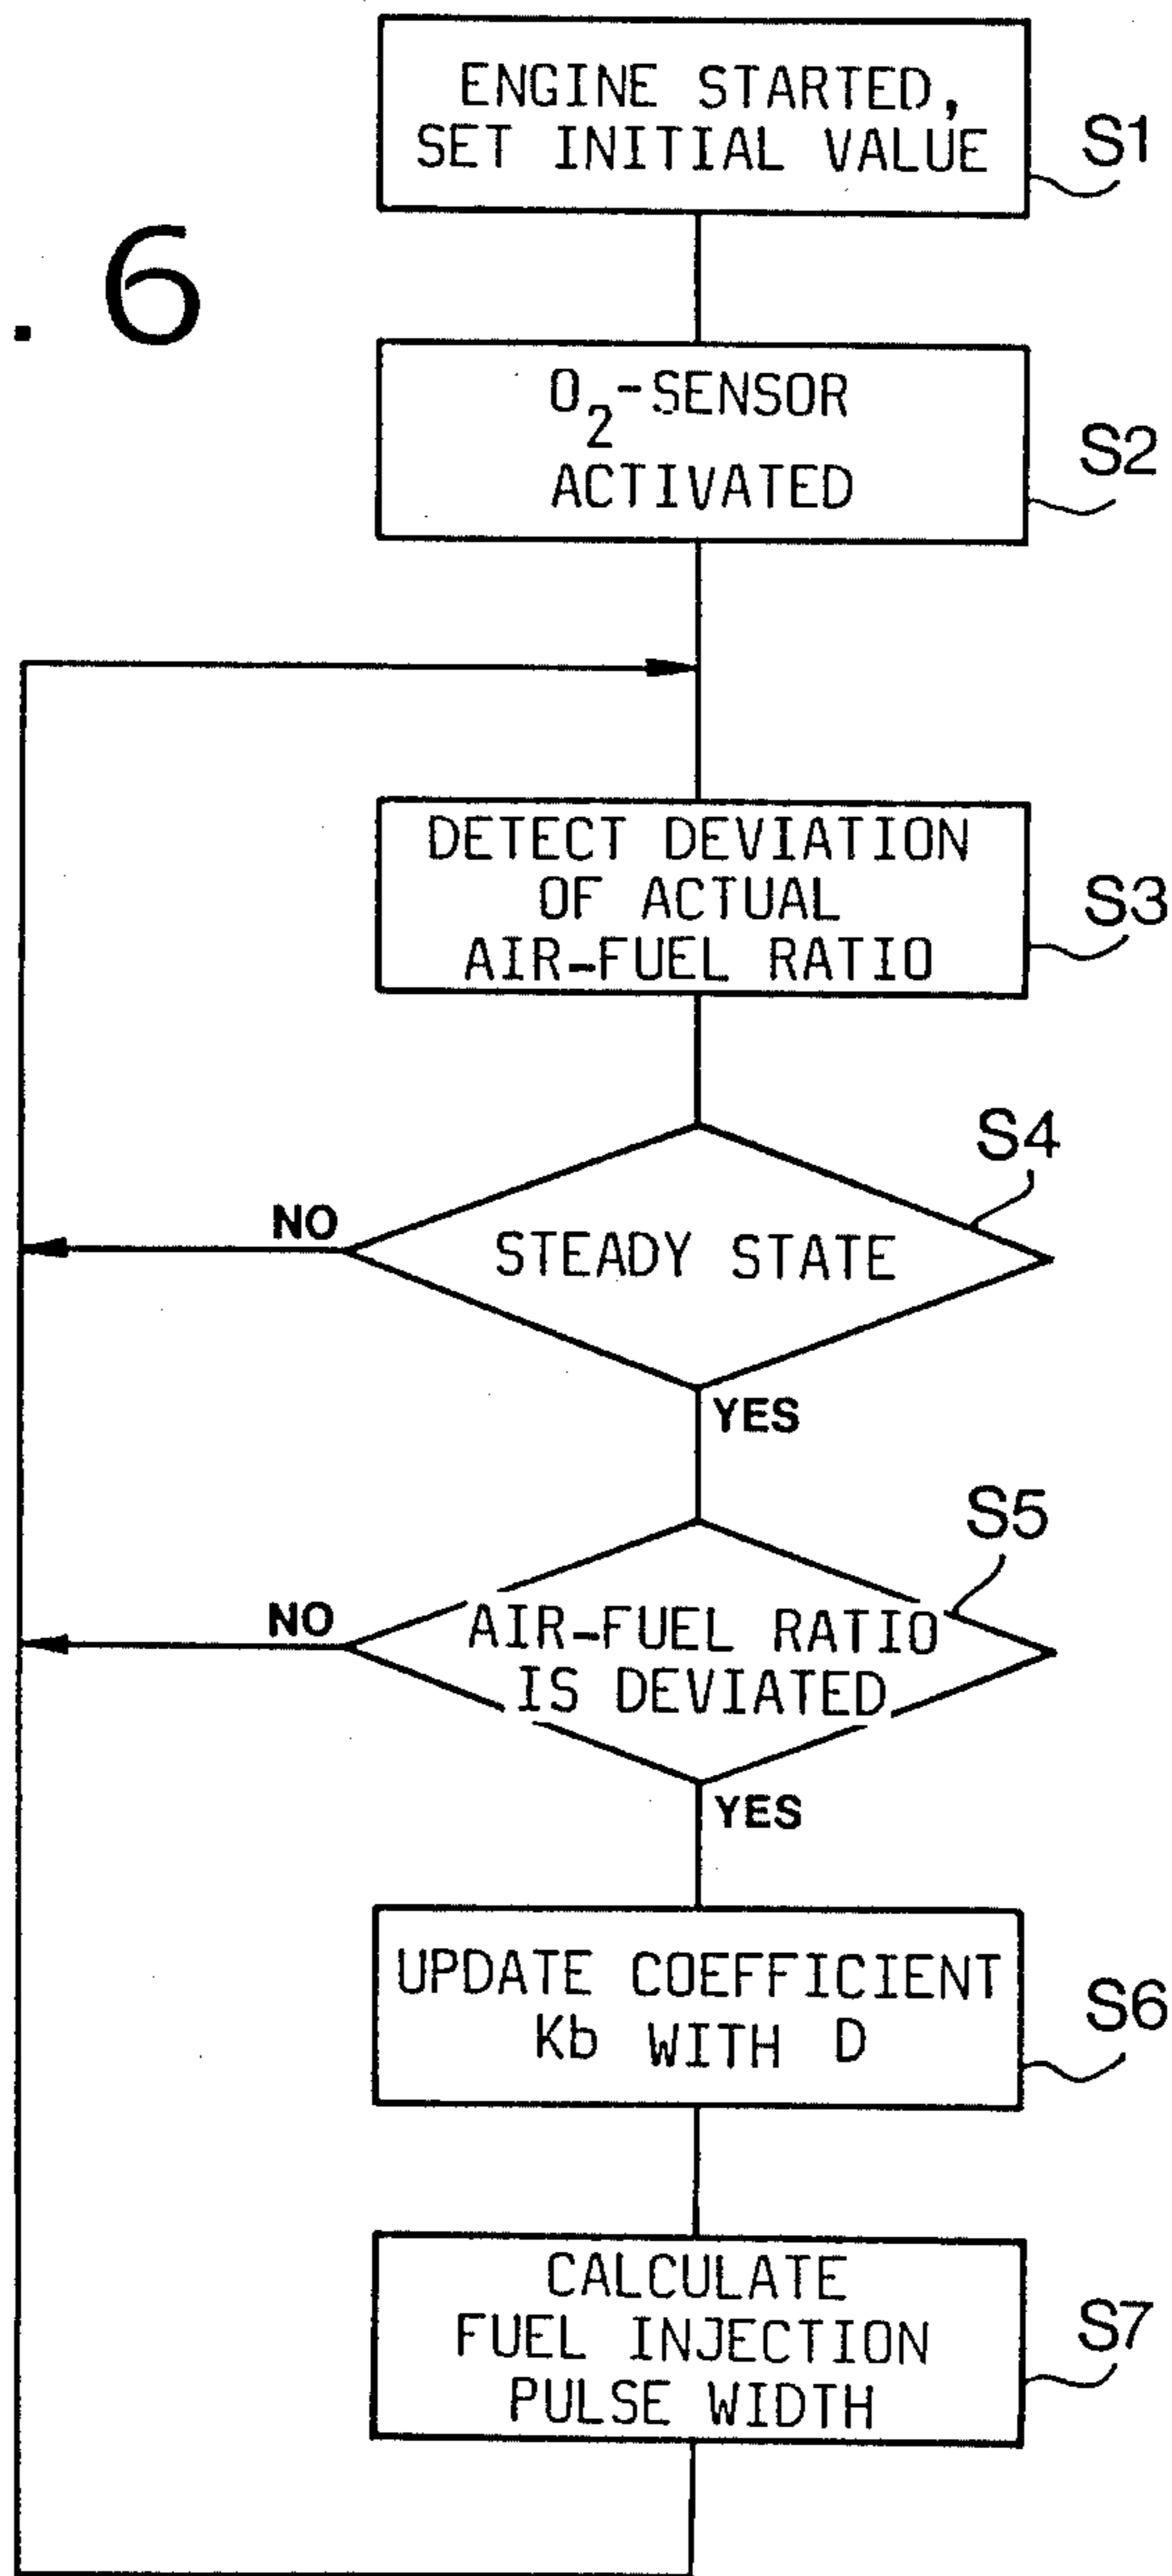 . 6
ENGINE STARTED,
SET INITIAL VALUE
S1
O₂-SENSOR
ACTIVATED
S2
DETECT DEVIATION
OF ACTUAL
AIR-FUEL RATIO
S3
S4
NO
STEADY STATE
YES
S5
NO
AIR-FUEL RATIO
IS DEVIATED
YES
UPDATE COEFFICIENT
Kb WITH D
S6
CALCULATE
FUEL INJECTION
PULSE WIDTH
S7